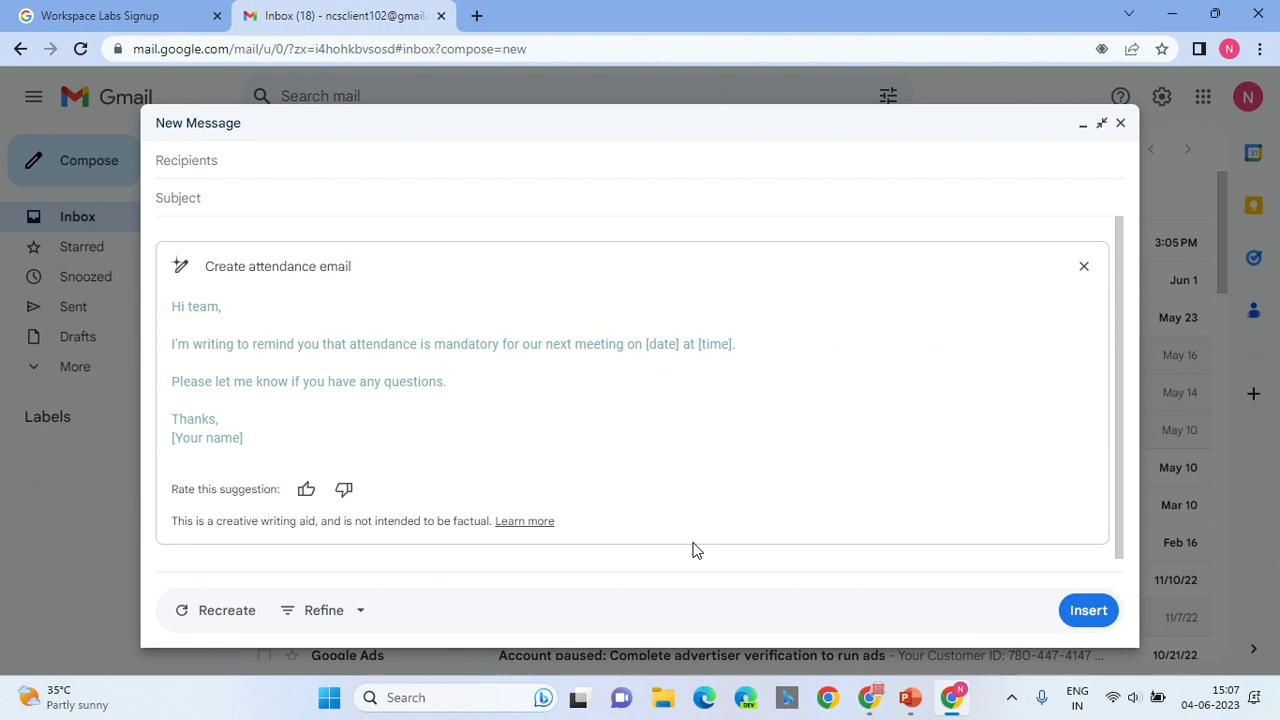 Workspace Labs Signup
Inbox (18) - ncsclient102@gmail.
mail.google.com/mail/u/0/?zx=i4hohkbvsosd#inbox?compose=new
N
Gmail
Search mail
N
New Message
Compose
Recipients
Subject
Inbox
Starred
Snoozed
Sent
Drafts
More
Labels
Create attendance email
Hi team,
I'm writing to remind you that attendance is mandatory for our next meeting on [date] at [time].
Please let me know if you have any questions.
Thanks,
[Your name]
Rate this suggestion:
This is a creative writing aid, and is not intended to be factual. Learn more
Recreate
Refine
Insert
3:05 PM
Jun 1
May 23
May 16
May 14
May 10
May 10
Mar 10
Feb 16
11/10/22
11/7/22
Google Ads Account paused: Complete advertiser verification to run ads - Your Customer ID: 780-447-4147 ... 10/21/22
31
35°C
Partly sunny
Search
DEV
N
ENG
IN
15:07
04-06-2023